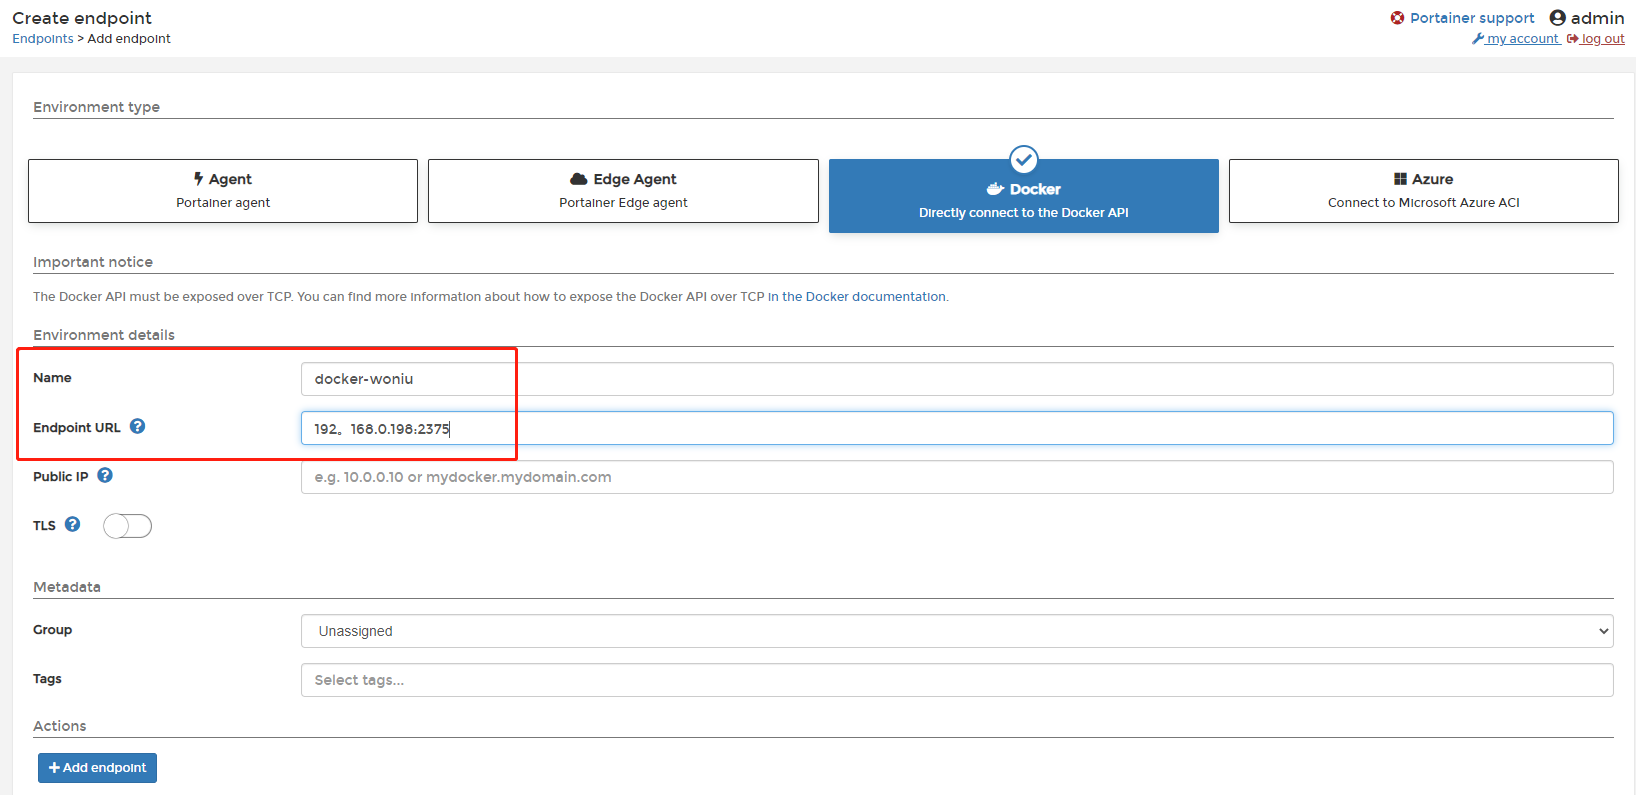 Create endpoint
Portainer support admin
Endpoints > Add endpoint
my account log out
Environment type
Agent
Portainer agent
Edge Agent
Portainer Edge agent
Docker
Directly connect to the Docker API
Azure
Connect to Microsoft Azure ACI
Important notice
The Docker API must be exposed over TCP. You can find more information about how to expose the Docker API over TCP in the Docker documentation.
Environment details
Name docker-woniu
Endpoint URL ? 192。168.0.198:2375
Public IP ? e.g. 10.0.0.10 or mydocker.mydomain.com
TLS ?
Metadata
Group Unassigned
Tags Select tags...
Actions
+ Add endpoint